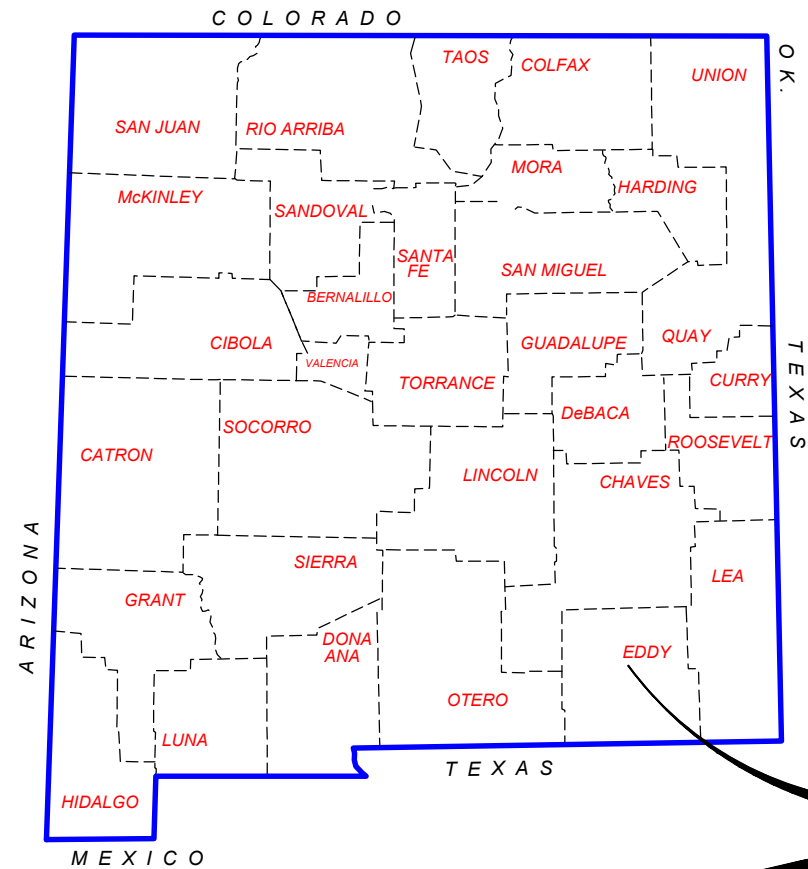 COLORADO
OK.
TAOS
COLFAX
UNION
SAN JUAN
RIO ARRIBA
MORA
HARDING
McKINLEY
SANDOVAL
SANTA
FE
SAN MIGUEL
BERNALILLO
CIBOLA
VALENCIA
TORRANCE
GUADALUPE
QUAY
TEXAS
CURRY
DeBACA
ROOSEVELT
SOCORRO
CATRON
LINCOLN
CHAVES
ARIZONA
SIERRA
GRANT
LEA
DONA
ANA
EDDY
OTERO
LUNA
TEXAS
HIDALGO
MEXICO